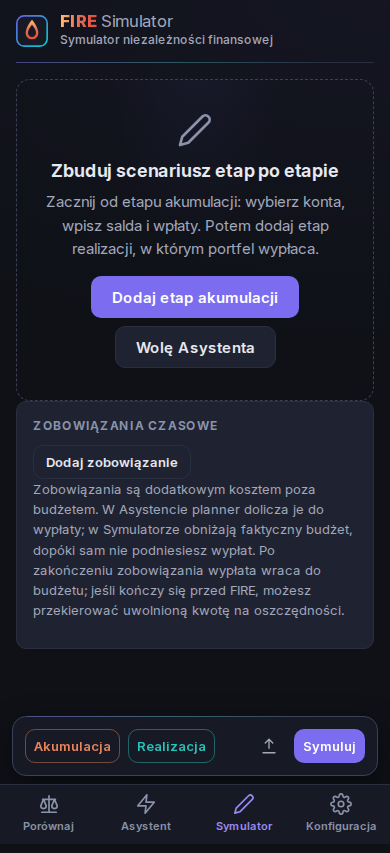 FIRE Simulator
Symulator niezależności finansowej
Zbuduj scenariusz etap po etapie
Zacznij od etapu akumulacji: wybierz konta,
wpisz salda i wpłaty. Potem dodaj etap
realizacji, w którym portfel wypłaca.
Dodaj etap akumulacji
Wolę Asystenta
ZOBOWIĄZANIA CZASOWE
Dodaj zobowiązanie
Zobowiązania są dodatkowym kosztem poza
budżetem. W Asystencie planner dolicza je do
wypłaty; w Symulatorze obniżają faktyczny budżet,
dopóki sam nie podniesiesz wypłat. Po
zakończeniu zobowiązania wypłata wraca do
budżetu; jeśli kończy się przed FIRE, możesz
przekierować uwolnioną kwotę na oszczędności.
Akumulacja
Realizacja
Symuluj
Porównaj
Asystent
Symulator
Konfiguracja